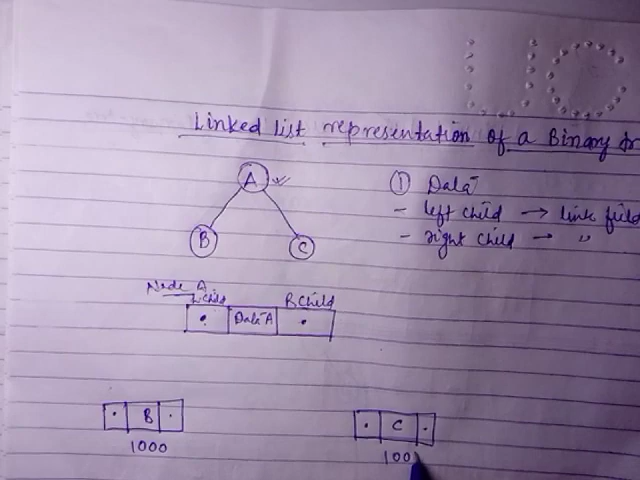 Linked list representation of a Binary tr
A
① Data
- left child → link field
B
C
- right child → "
Node A
L child
R child
Data A
B
C
1000
100